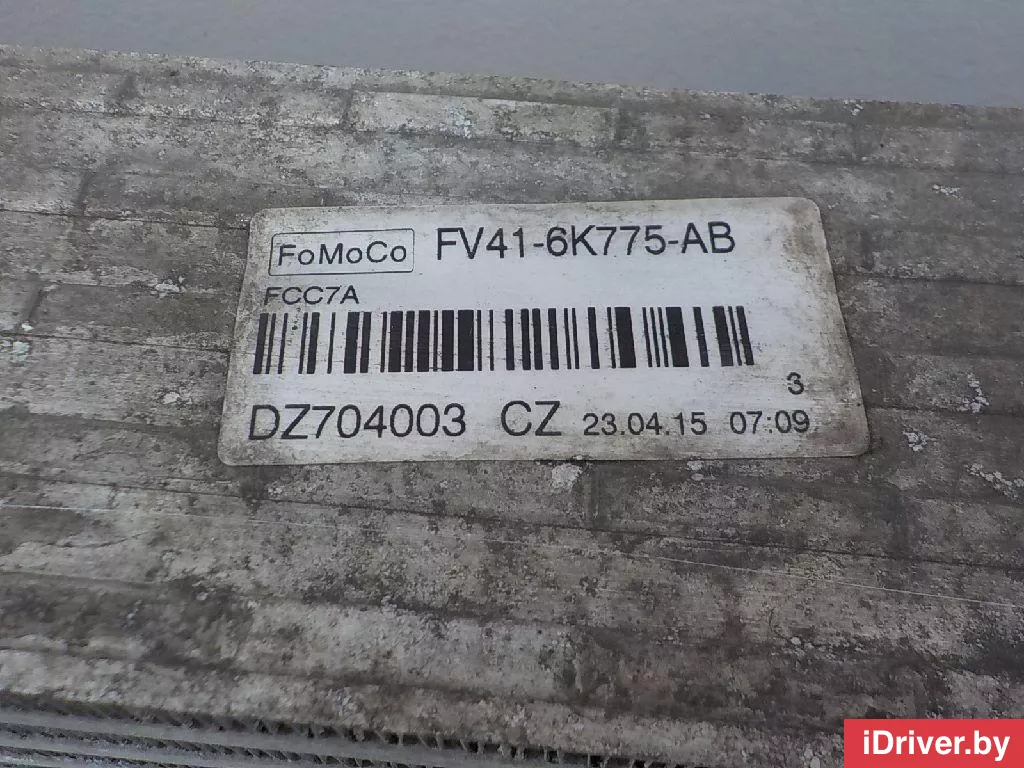 FoMoCo FV41-6K775-AB
FCC7A
3
DZ704003 CZ 23.04.15 07:09
iDriver.by